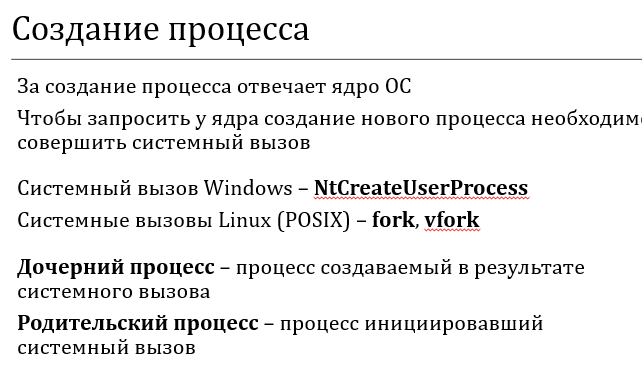 Создание процесса
За создание процесса отвечает ядро ОС
Чтобы запросить у ядра создание нового процесса необходим
совершить системный вызов
Системный вызов Windows – NtCreateUserProcess
Системные вызовы Linux (POSIX) – fork, vfork
Дочерний процесс – процесс создаваемый в результате
системного вызова
Родительский процесс – процесс инициировавший
системный вызов